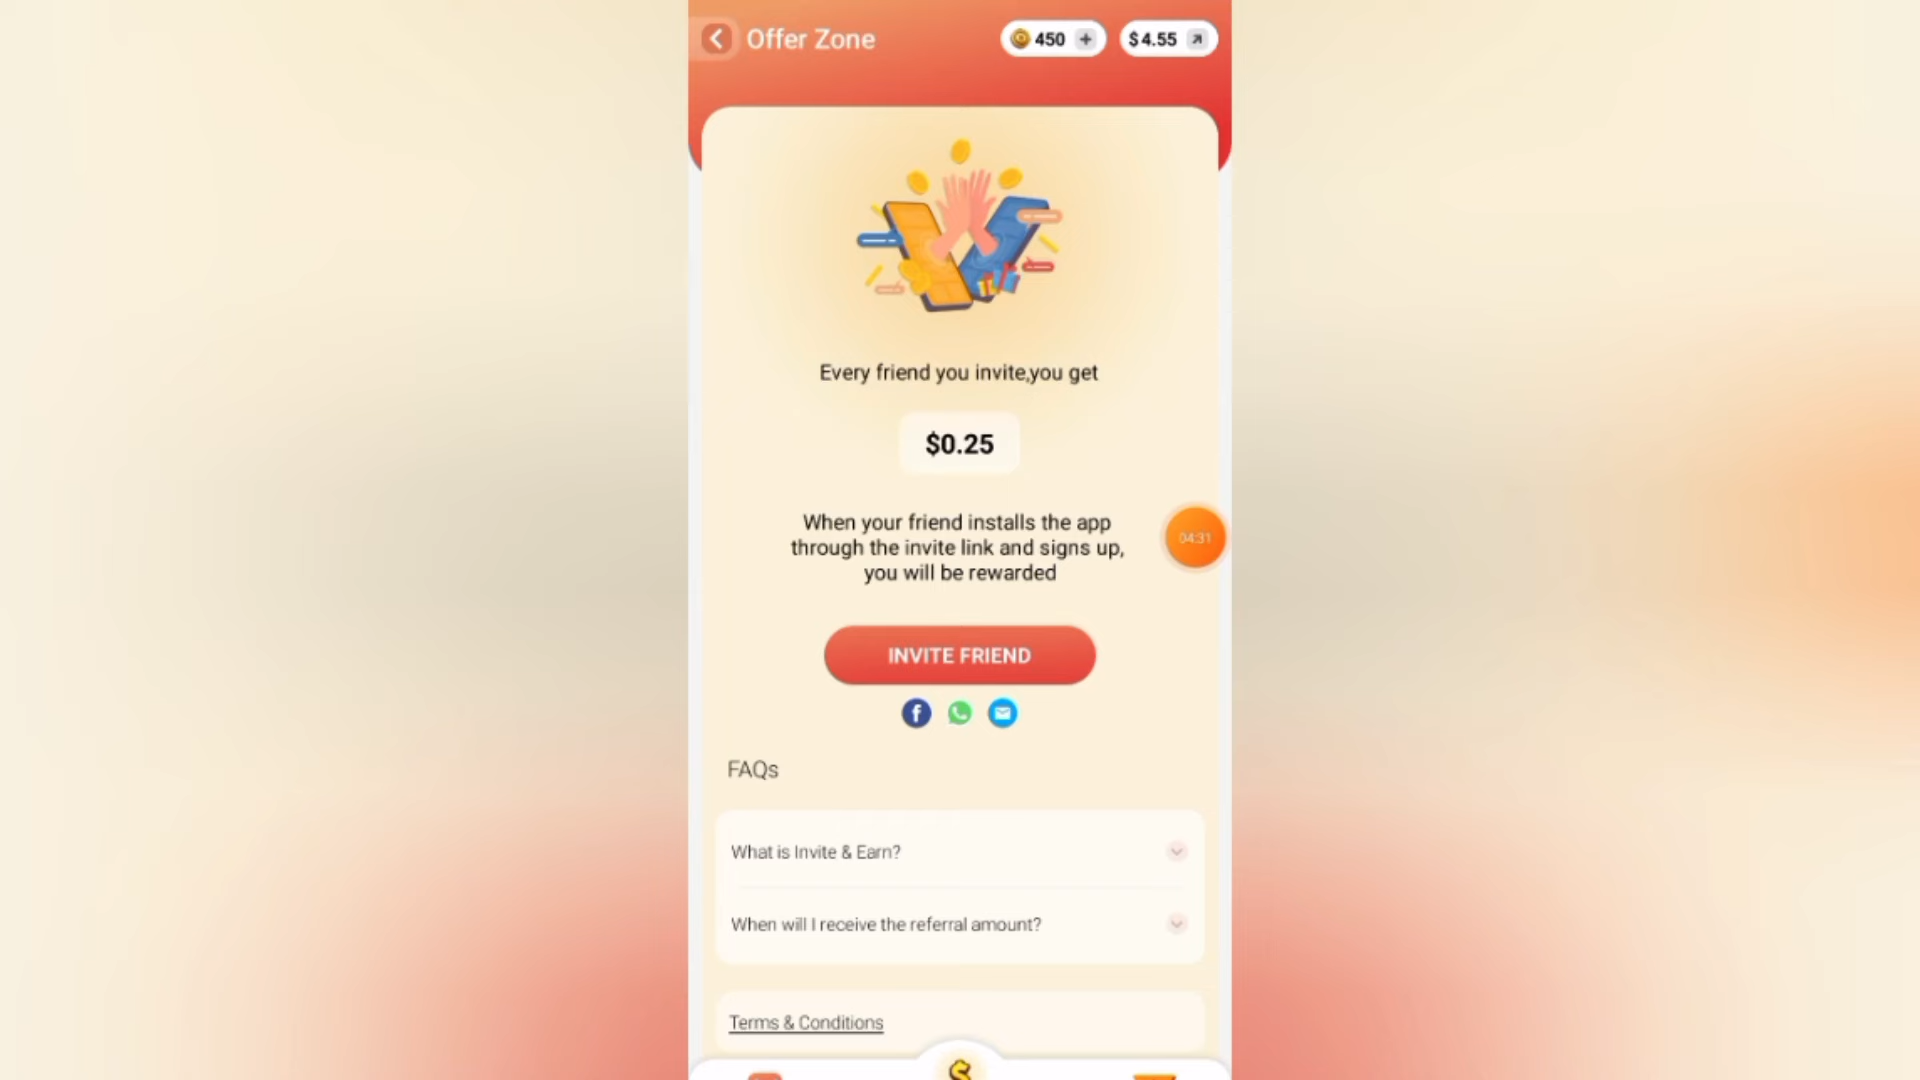 Offer Zone
450 +
$4.55
Every friend you invite,you get
$0.25
When your friend installs the app
through the invite link and signs up,
you will be rewarded
04:31
INVITE FRIEND
FAQs
What is Invite & Earn?
When will I receive the referral amount?
Terms & Conditions